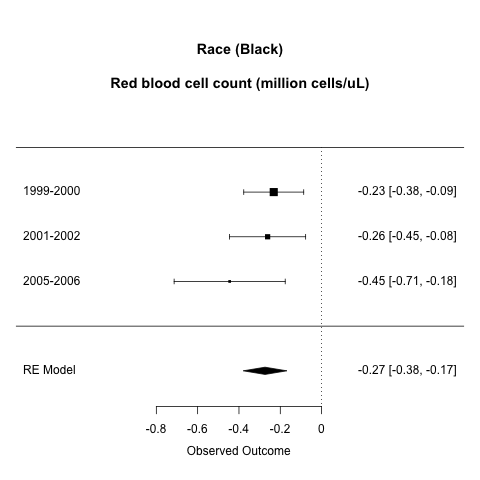 Race (Black)
Red blood cell count (million cells/uL)
1999-2000 -0.23 [-0.38, -0.09]
2001-2002 -0.26 [-0.45, -0.08]
2005-2006 -0.45 [-0.71, -0.18]
RE Model -0.27 [-0.38, -0.17]
-0.8 -0.6 -0.4 -0.2 0
Observed Outcome